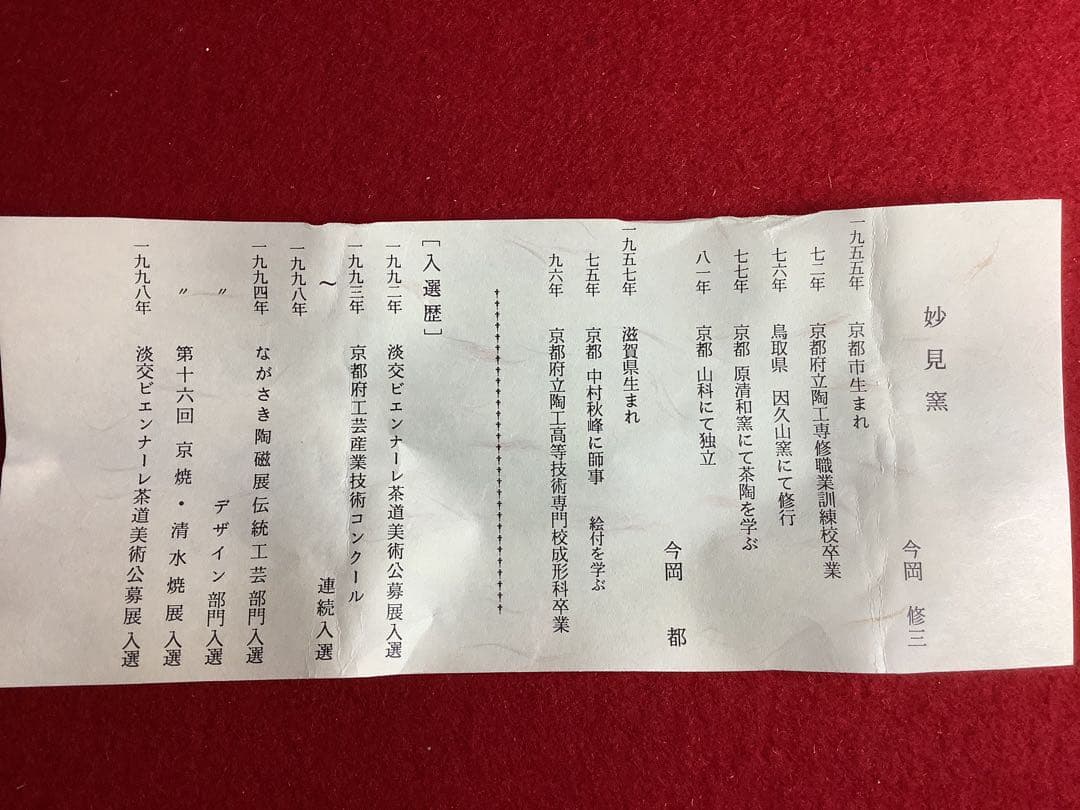 妙見窯
今岡 修三
一九五五年 京都市生まれ
七二年 京都府立陶工専修職業訓練校卒業
七六年 鳥取県 因久山窯にて修行
七七年 京都 原清和窯にて茶陶を学ぶ
八一年 京都 山科にて独立
今岡 都
一九五七年 滋賀県生まれ
七五年 京都 中村秋峰に師事 絵付を学ぶ
九六年 京都府立陶工高等技術専門校成形科卒業
[入選歴]
一九九二年 淡交ビエンナーレ茶道美術公募展入選
一九九三年 京都府工芸産業技術コンクール
〜 連続入選
一九九八年
一九九四年 ながさき陶磁展伝統工芸部門入選
〃 デザイン部門入選
〃 第十六回 京焼・清水焼展入選
一九九八年 淡交ビエンナーレ茶道美術公募展入選